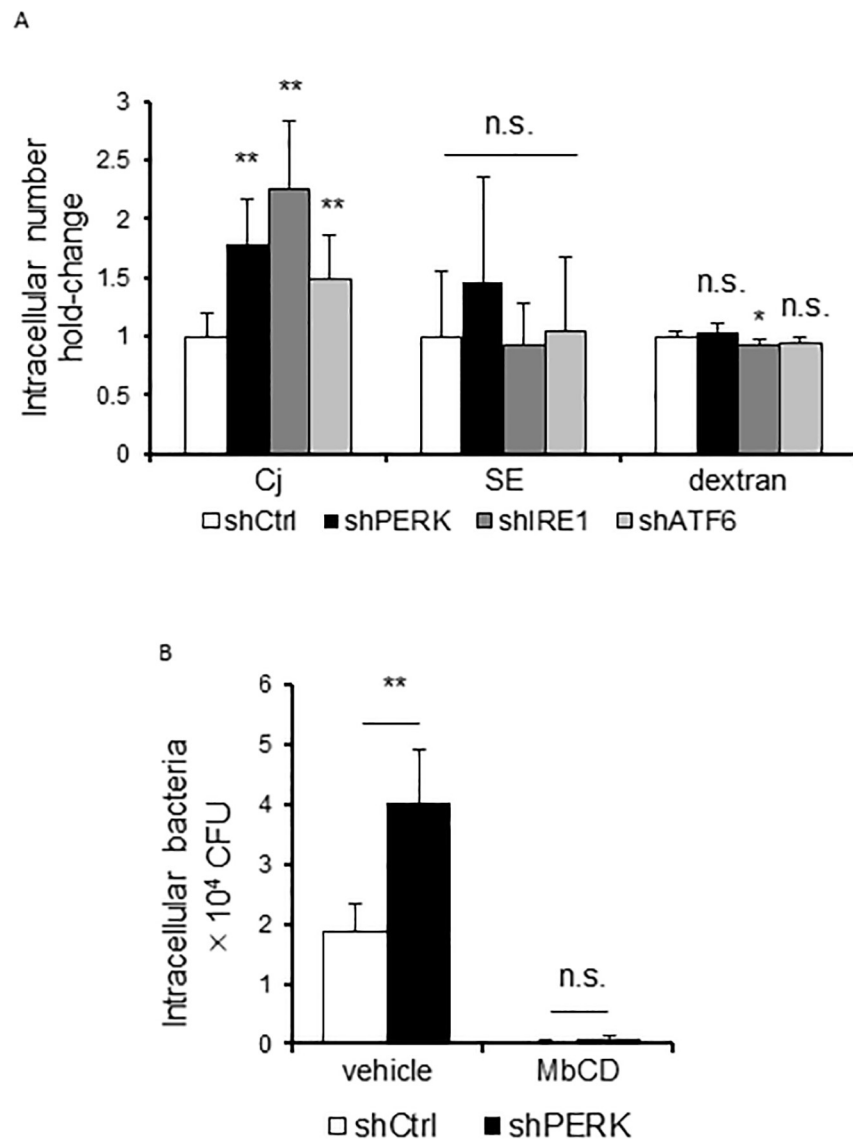 A
Intracellular number
hold-change
3
2.5
2
1.5
1
0.5
0
**
**
**
n.s.
n.s.
*
n.s.
Cj
SE
dextran
shCtrl shPERK shIRE1 shATF6
B
Intracellular bacteria
× 10⁴ CFU
6
5
4
3
2
1
0
**
n.s.
vehicle
MbCD
shCtrl shPERK